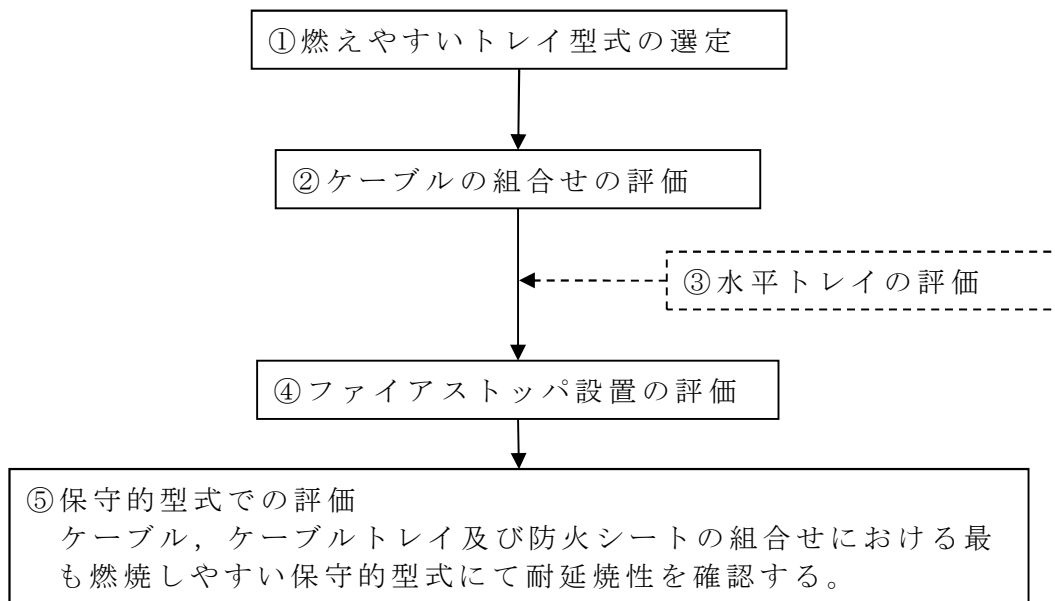 ①燃えやすいトレイ型式の選定
②ケーブルの組合せの評価
③水平トレイの評価
④ファイアストッパ設置の評価
⑤保守的型式での評価
ケーブル，ケーブルトレイ及び防火シートの組合せにおける最
も燃焼しやすい保守的型式にて耐延焼性を確認する。